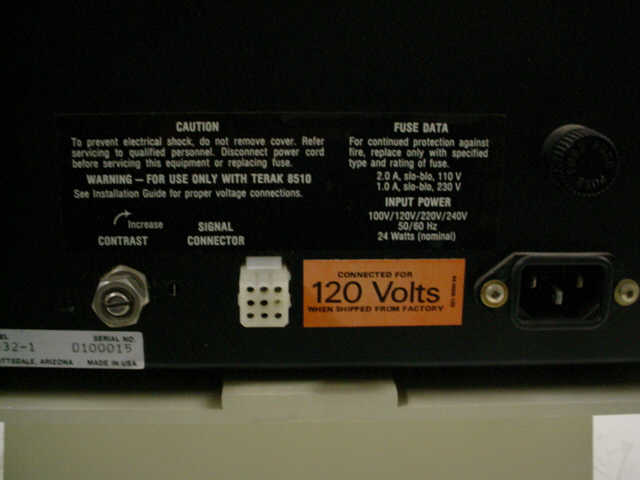 CAUTION
To prevent electrical shock, do not remove cover. Refer
servicing to qualified personnel. Disconnect power cord
before servicing this equipment or replacing fuse.
WARNING — FOR USE ONLY WITH TERAK 8510
See Installation Guide for proper voltage connections.
FUSE DATA
For continued protection against
fire, replace only with specified
type and rating of fuse.
2.0 A, slo-blo, 110 V
1.0 A, slo-blo, 230 V
INPUT POWER
100V/120V/220V/240V
50/60 Hz
24 Watts (nominal)
Increase
CONTRAST
SIGNAL
CONNECTOR
CONNECTED FOR
120 Volts
WHEN SHIPPED FROM FACTORY
EL
SERIAL NO.
32-1
0100015
TTSDALE, ARIZONA - MADE IN USA
FUSE